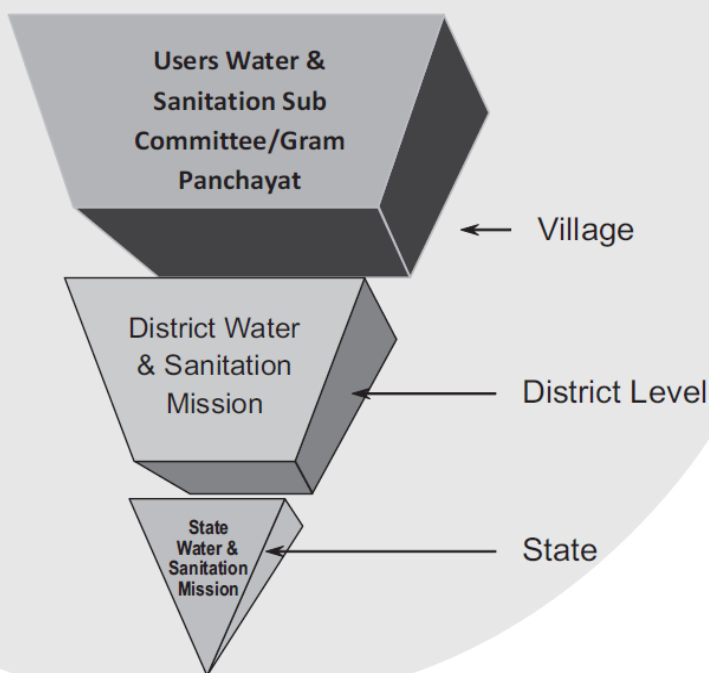 Users Water &
Sanitation Sub
Committee/Gram
Panchayat
Village
District Water
& Sanitation
Mission
District Level
State
Water &
Sanitation
Mission
State